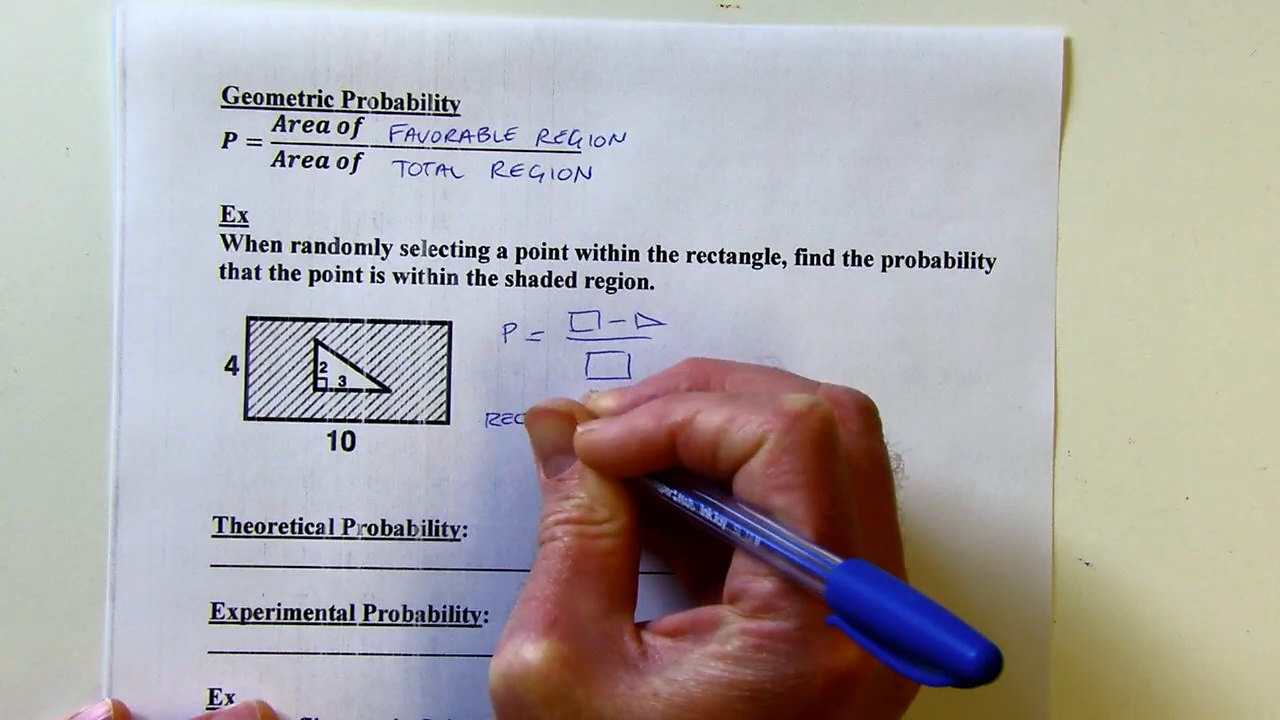 Geometric Probability
P = Area of FAVORABLE REGION
Area of TOTAL REGION
Ex
When randomly selecting a point within the rectangle, find the probability
that the point is within the shaded region.
P =
4
2
3
10
REC
Theoretical Probability:
Experimental Probability:
Ex